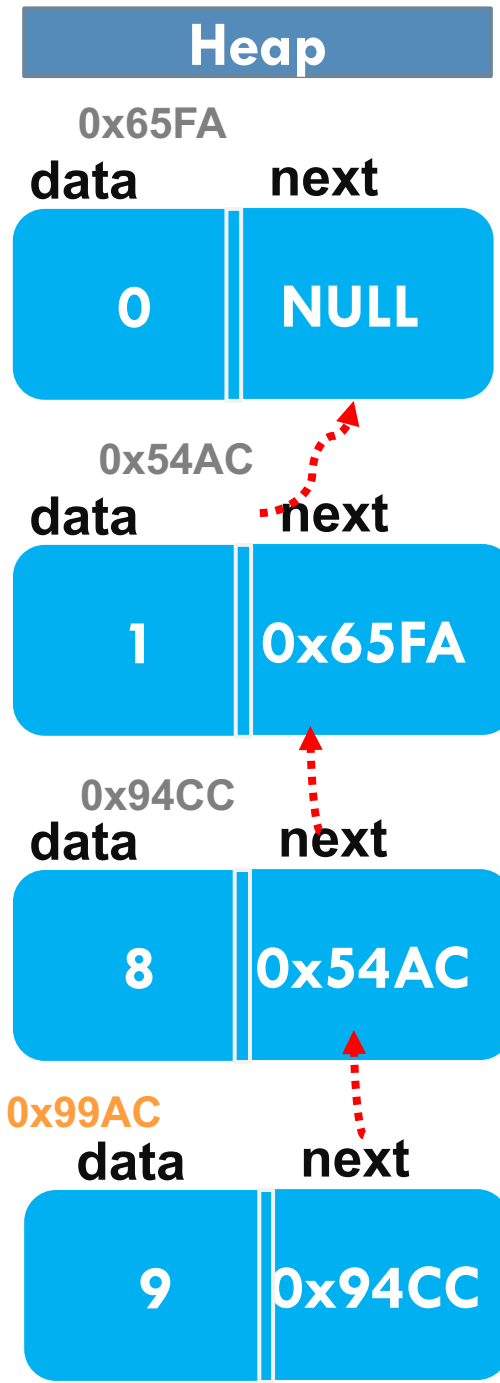 Heap
0x65FA
data next
0 NULL
0x54AC
data next
1 0x65FA
0x94CC
data next
8 0x54AC
0x99AC
data next
9 0x94CC